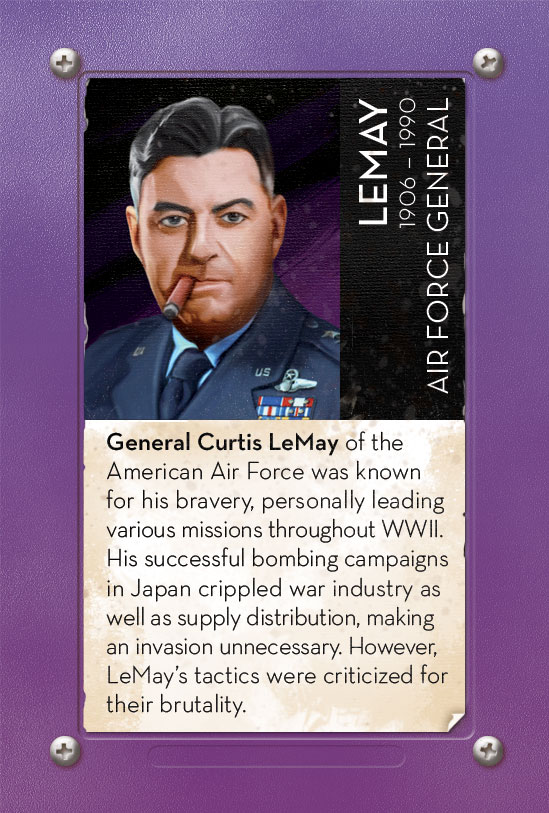 LEMAY
1906 – 1990
AIR FORCE GENERAL
US
General Curtis LeMay of the
American Air Force was known
for his bravery, personally leading
various missions throughout WWII.
His successful bombing campaigns
in Japan crippled war industry as
well as supply distribution, making
an invasion unnecessary. However,
LeMay’s tactics were criticized for
their brutality.